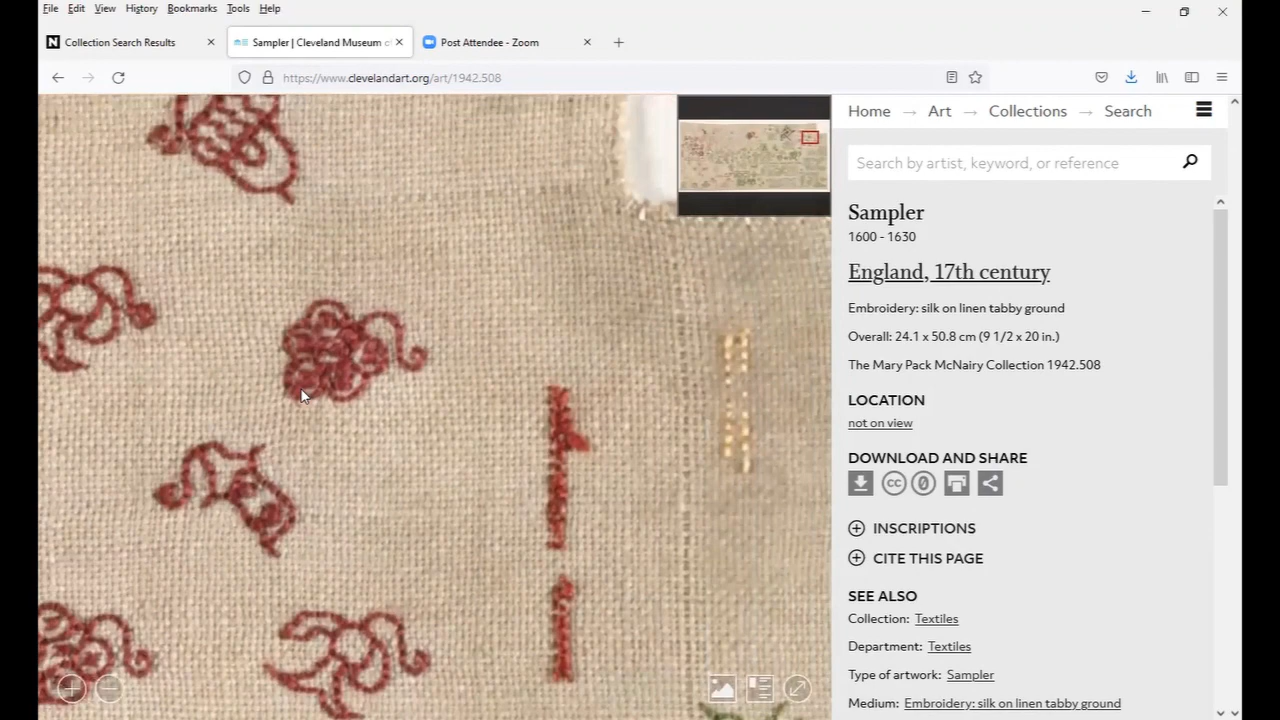 File Edit View History Bookmarks Tools Help
N Collection Search Results
Sampler | Cleveland Museum o
Post Attendee - Zoom
https://www.clevelandart.org/art/1942.508
Home → Art → Collections → Search
Search by artist, keyword, or reference
Sampler
1600 - 1630
England, 17th century
Embroidery: silk on linen tabby ground
Overall: 24.1 x 50.8 cm (9 1/2 x 20 in.)
The Mary Pack McNairy Collection 1942.508
LOCATION
not on view
DOWNLOAD AND SHARE
cc 0
INSCRIPTIONS
CITE THIS PAGE
SEE ALSO
Collection: Textiles
Department: Textiles
Type of artwork: Sampler
Medium: Embroidery: silk on linen tabby ground